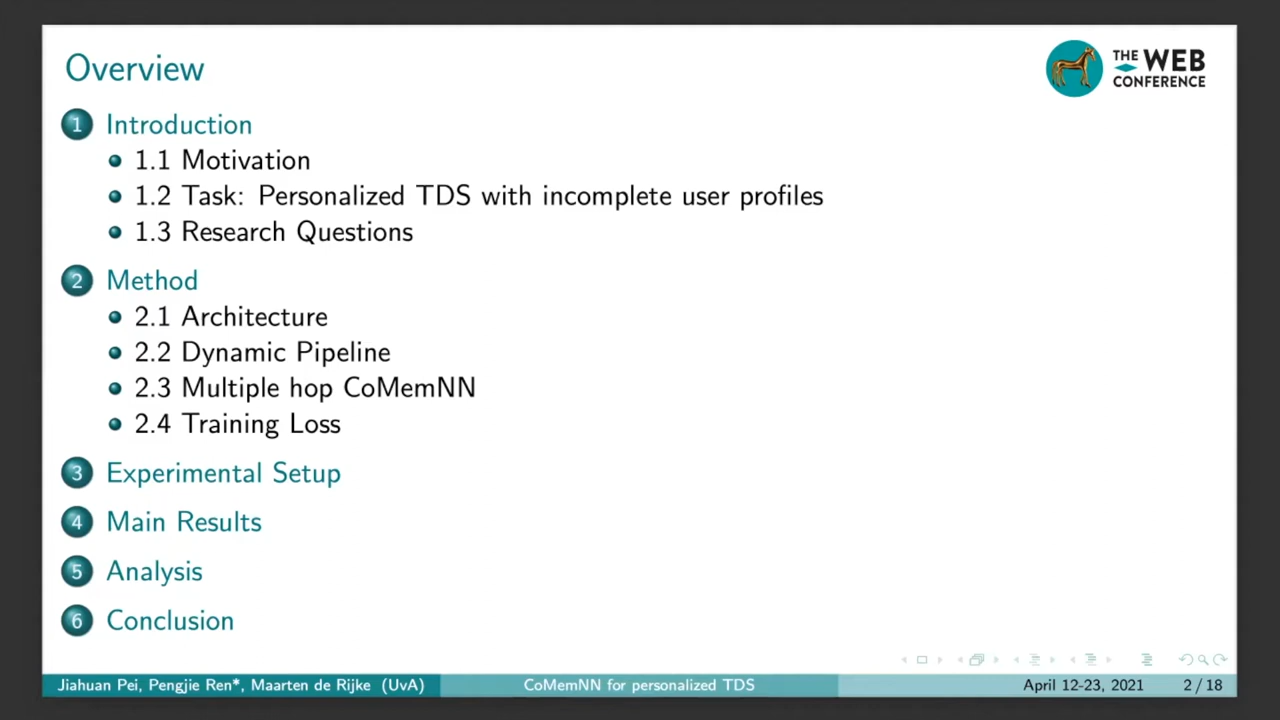 Overview
THE WEB
CONFERENCE
1 Introduction
1.1 Motivation
1.2 Task: Personalized TDS with incomplete user profiles
1.3 Research Questions
2 Method
2.1 Architecture
2.2 Dynamic Pipeline
2.3 Multiple hop CoMemNN
2.4 Training Loss
3 Experimental Setup
4 Main Results
5 Analysis
6 Conclusion
Jiahuan Pei, Pengjie Ren*, Maarten de Rijke (UvA) CoMemNN for personalized TDS April 12-23, 2021 2 / 18